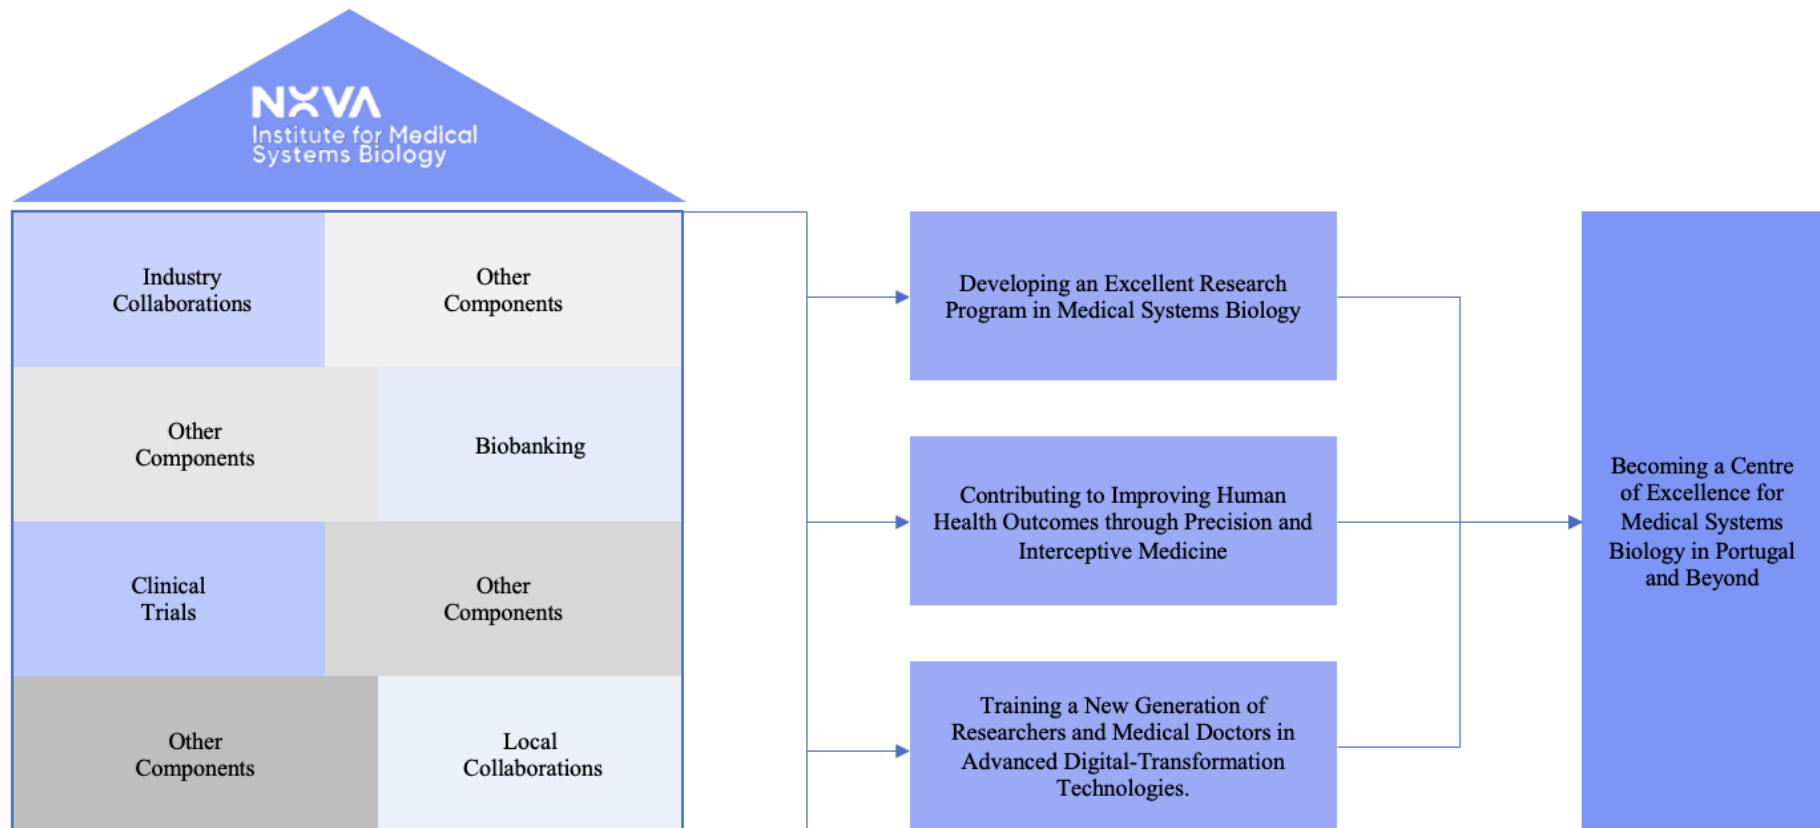 NOVA
Institute for Medical
Systems Biology
Industry
Collaborations
Other
Components
Other
Components
Biobanking
Clinical
Trials
Other
Components
Other
Components
Local
Collaborations
Developing an Excellent Research
Program in Medical Systems Biology
Contributing to Improving Human
Health Outcomes through Precision and
Interceptive Medicine
Training a New Generation of
Researchers and Medical Doctors in
Advanced Digital-Transformation
Technologies.
Becoming a Centre
of Excellence for
Medical Systems
Biology in Portugal
and Beyond